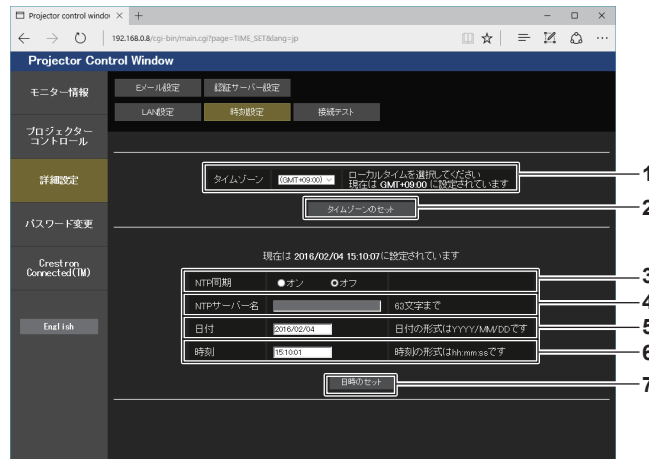 Projector control windov
192.168.0.8/cgi-bin/main.cgi?page=TIME_SET&lang=jp
Projector Control Window
モニター情報
Eメール設定
認証サーバー設定
LAN設定
時刻設定
接続テスト
プロジェクター
コントロール
詳細設定
タイムゾーン
(GMT+09:00)
ローカルタイムを選択してください
現在は GMT+09:00 に設定されています
1
タイムゾーンのセット
2
パスワード変更
現在は 2016/02/04 15:10:07に設定されています
Crestron
Connected(TM)
NTP同期
オン
オフ
3
NTPサーバー名
63文字まで
4
English
日付
2016/02/04
日付の形式はYYYY/MM/DDです
5
時刻
15:10:01
時刻の形式はhh:mm:ssです
6
日時のセット
7